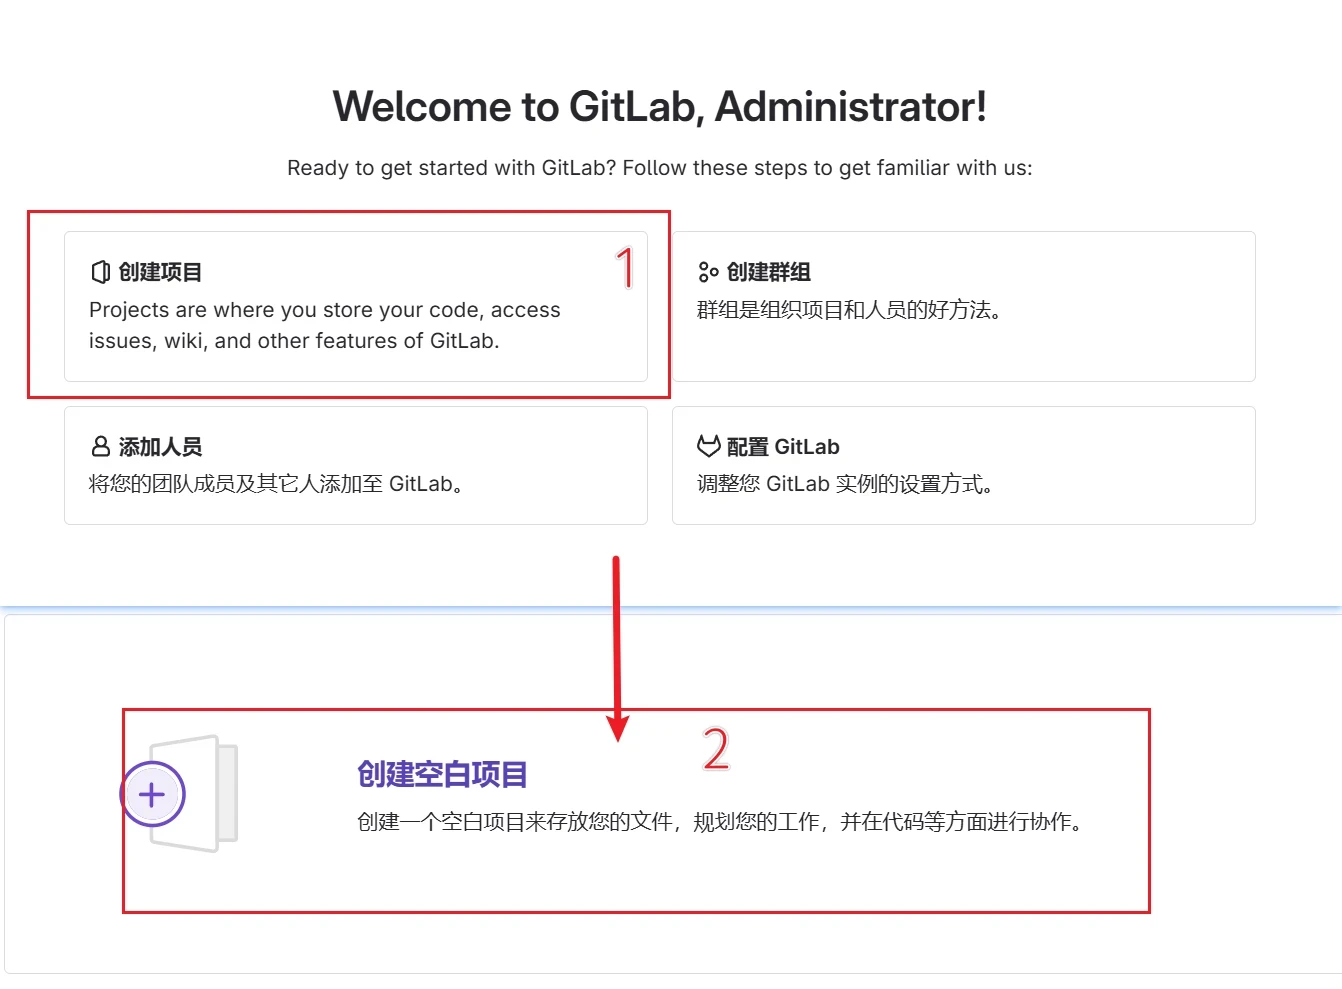 Welcome to GitLab, Administrator!
Ready to get started with GitLab? Follow these steps to get familiar with us:
创建项目
1
Projects are where you store your code, access
issues, wiki, and other features of GitLab.
创建群组
群组是组织项目和人员的好方法。
添加人员
将您的团队成员及其它人添加至 GitLab。
配置 GitLab
调整您 GitLab 实例的设置方式。
2
创建空白项目
创建一个空白项目来存放您的文件，规划您的工作，并在代码等方面进行协作。